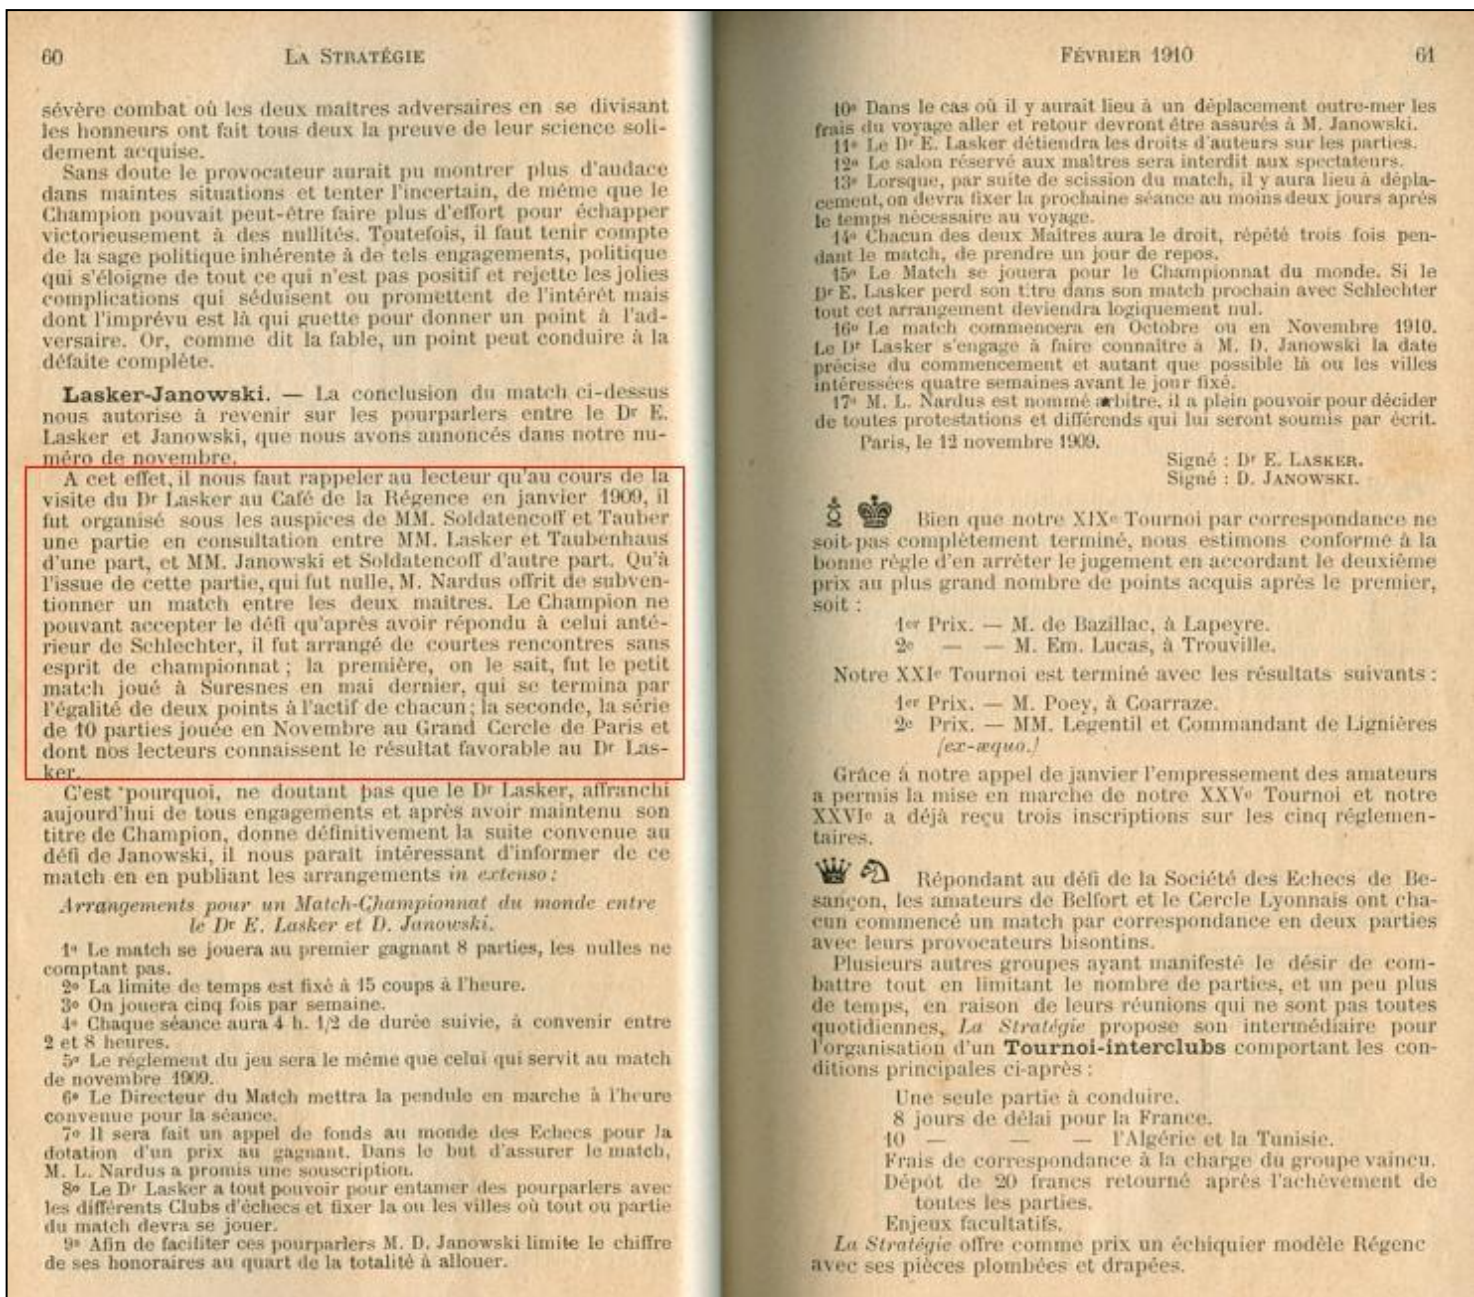 60
LA STRATÉGIE
sévère combat où les deux maîtres adversaires en se divisant
les honneurs ont fait tous deux la preuve de leur science soli-
dement acquise.
Sans doute le provocateur aurait pu montrer plus d'audace
dans maintes situations et tenter l'incertain, de même que le
Champion pouvait peut-être faire plus d'effort pour échapper
victorieusement à des nullités. Toutefois, il faut tenir compte
de la sage politique inhérente à de tels engagements, politique
qui s'éloigne de tout ce qui n'est pas positif et rejette les jolies
complications qui séduisent ou promettent de l'intérêt mais
dont l'imprévu est là qui guette pour donner un point à l'ad-
versaire. Or, comme dit la fable, un point peut conduire à la
défaite complète.
Lasker-Janowski. — La conclusion du match ci-dessus
nous autorise à revenir sur les pourparlers entre le Dr E.
Lasker et Janowski, que nous avons annoncés dans notre nu-
méro de novembre.
A cet effet, il nous faut rappeler au lecteur qu'au cours de la
visite du Dr Lasker au Café de la Régence en janvier 1909, il
fut organisé sous les auspices de MM. Soldatencoff et Tauber
une partie en consultation entre MM. Lasker et Taubenhaus
d'une part, et MM. Janowski et Soldatencoff d'autre part. Qu'à
l'issue de cette partie, qui fut nulle, M. Nardus offrit de subven-
tionner un match entre les deux maîtres. Le Champion ne
pouvant accepter le défi qu'après avoir répondu à celui anté-
rieur de Schlechter, il fut arrangé de courtes rencontres sans
esprit de championnat ; la première, on le sait, fut le petit
match joué à Suresnes en mai dernier, qui se termina par
l'égalité de deux points à l'actif de chacun ; la seconde, la série
de 10 parties jouée en Novembre au Grand Cercle de Paris et
dont nos lecteurs connaissent le résultat favorable au Dr Las-
ker.
C'est pourquoi, ne doutant pas que le Dr Lasker, affranchi
aujourd'hui de tous engagements et après avoir maintenu son
titre de Champion, donne définitivement la suite convenue au
défi de Janowski, il nous paraît intéressant d'informer de ce
match en en publiant les arrangements in extenso :
Arrangements pour un Match-Championnat du monde entre
le Dr E. Lasker et D. Janowski.
1º Le match se jouera au premier gagnant 8 parties, les nulles ne
comptant pas.
2º La limite de temps est fixé à 15 coups à l'heure.
3º On jouera cinq fois par semaine.
4º Chaque séance aura 4 h. 1/2 de durée suivie, à convenir entre
2 et 8 heures.
5º Le réglement du jeu sera le même que celui qui servit au match
de novembre 1909.
6º Le Directeur du Match mettra la pendule en marche à l'heure
convenue pour la séance.
7º Il sera fait un appel de fonds au monde des Echecs pour la
dotation d'un prix au gagnant. Dans le but d'assurer le match,
M. L. Nardus a promis une souscription.
8º Le Dr Lasker a tout pouvoir pour entamer des pourparlers avec
les différents Clubs d'échecs et fixer la ou les villes où tout ou partie
du match devra se jouer.
9º Afin de faciliter ces pourparlers M. D. Janowski limite le chiffre
de ses honoraires au quart de la totalité à allouer.
FÉVRIER 1910
61
10º Dans le cas où il y aurait lieu à un déplacement outre-mer les
frais du voyage aller et retour devront être assurés à M. Janowski.
11º Le Dr E. Lasker détiendra les droits d'auteurs sur les parties.
12º Le salon réservé aux maîtres sera interdit aux spectateurs.
13º Lorsque, par suite de scission du match, il y aura lieu à dépla-
cement, on devra fixer la prochaine séance au moins deux jours après
le temps nécessaire au voyage.
14º Chacun des deux Maîtres aura le droit, répété trois fois pen-
dant le match, de prendre un jour de repos.
15º Le Match se jouera pour le Championnat du monde. Si le
Dr E. Lasker perd son titre dans son match prochain avec Schlechter
tout cet arrangement deviendra logiquement nul.
16º Le match commencera en Octobre ou en Novembre 1910.
Le Dr Lasker s'engage à faire connaître à M. D. Janowski la date
précise du commencement et autant que possible là ou les villes
intéressées quatre semaines avant le jour fixé.
17º M. L. Nardus est nommé arbitre, il a plein pouvoir pour décider
de toutes protestations et différends qui lui seront soumis par écrit.
Paris, le 12 novembre 1909.
Signé : Dr E. LASKER.
Signé : D. JANOWSKI.
Bien que notre XIXe Tournoi par correspondance ne
soit pas complètement terminé, nous estimons conformé à la
bonne règle d'en arrêter le jugement en accordant le deuxième
prix au plus grand nombre de points acquis après le premier,
soit :
1er Prix. — M. de Bazillac, à Lapeyre.
2e — — M. Em. Lucas, à Trouville.
Notre XXIe Tournoi est terminé avec les résultats suivants :
1er Prix. — M. Poey, à Coarraze.
2e Prix. — MM. Legentil et Commandant de Lignières
(ex-æquo.)
Grâce à notre appel de janvier l'empressement des amateurs
a permis la mise en marche de notre XXVe Tournoi et notre
XXVIe a déjà reçu trois inscriptions sur les cinq réglemen-
taires.
Répondant au défi de la Société des Echecs de Be-
sançon, les amateurs de Belfort et le Cercle Lyonnais ont cha-
cun commencé un match par correspondance en deux parties
avec leurs provocateurs bisontins.
Plusieurs autres groupes ayant manifesté le désir de com-
battre tout en limitant le nombre de parties, et un peu plus
de temps, en raison de leurs réunions qui ne sont pas toutes
quotidiennes, La Stratégie propose son intermédiaire pour
l'organisation d'un Tournoi-interclubs comportant les con-
ditions principales ci-après :
Une seule partie à conduire.
8 jours de délai pour la France.
10 — — — l'Algérie et la Tunisie.
Frais de correspondance à la charge du groupe vaincu.
Dépôt de 20 francs retourné après l'achèvement de
toutes les parties.
Enjeux facultatifs.
La Stratégie offre comme prix un échiquier modèle Régenc
avec ses pièces plombées et drapées.